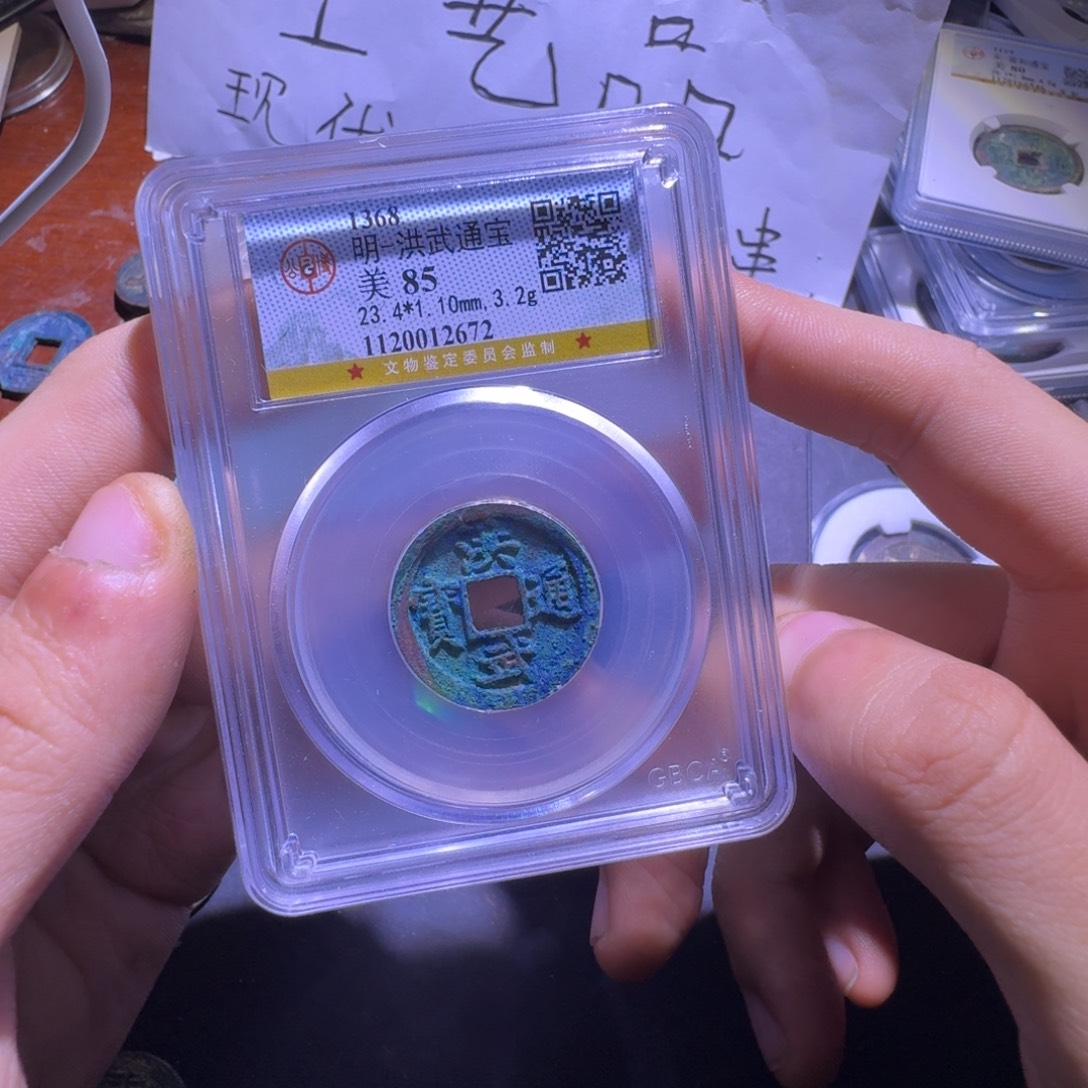 工艺品
现代
1368
明-洪武通宝
美 85
23.4*1.10mm, 3.2g
1120012672
文物鉴定委员会监制
洪武通寳
GBCA